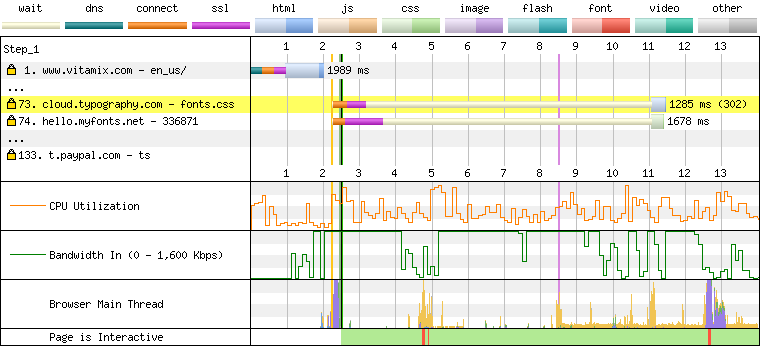 wait dns connect ssl html js css image flash font video other
Step_1 1 2 3 4 5 6 7 8 9 10 11 12 13
1. www.vitamix.com - en_us/ 1989 ms
...
73. cloud.typography.com - fonts.css 1285 ms (302)
74. hello.myfonts.net - 336871 1678 ms
...
133. t.paypal.com - ts
1 2 3 4 5 6 7 8 9 10 11 12 13
CPU Utilization
Bandwidth In (0 - 1,600 Kbps)
Browser Main Thread
Page is Interactive